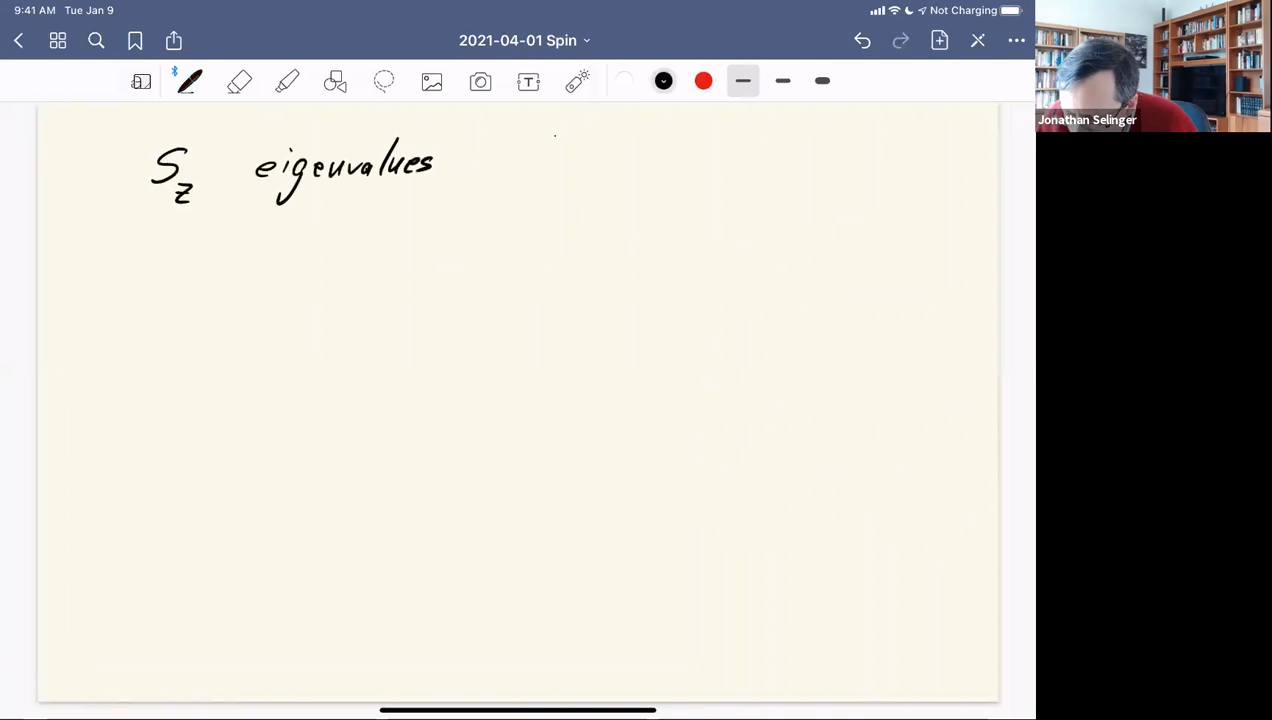 9:41 AM Tue Jan 9
Not Charging
2021-04-01 Spin
T
Jonathan Selinger
S_z eigenvalues